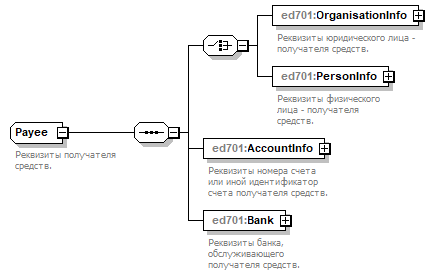 ed701:OrganisationInfo
Реквизиты юридического лица -
получателя средств.
ed701:PersonInfo
Реквизиты физического
лица - получателя
средств.
Payee
Реквизиты получателя
средств.
ed701:AccountInfo
Реквизиты номера счета
или иной идентификатор
счета получателя средств.
ed701:Bank
Реквизиты банка,
обслуживающего
получателя средств.